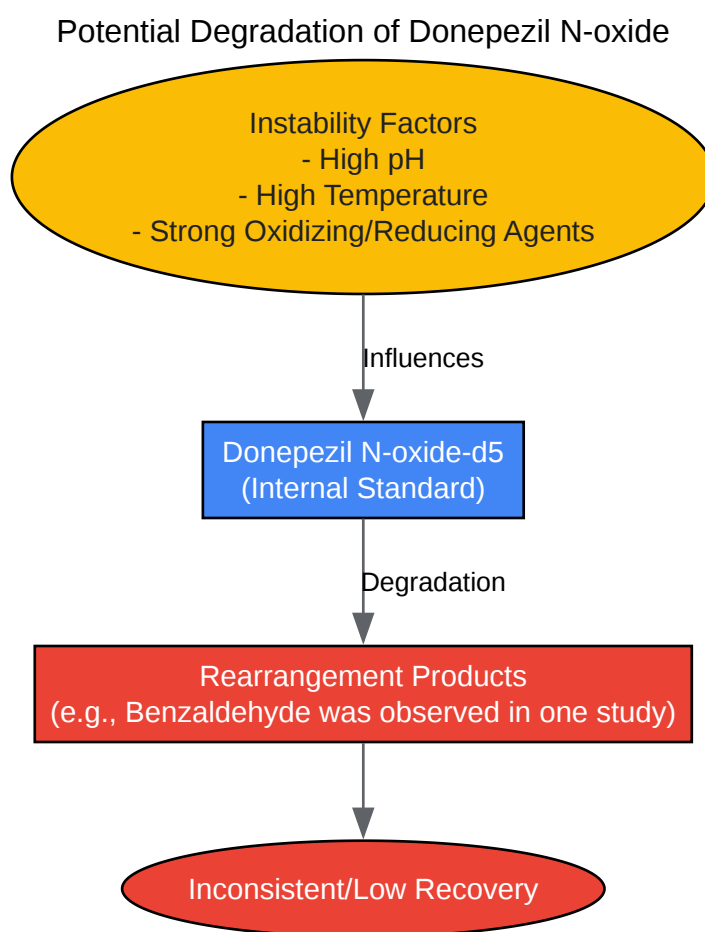 Potential Degradation of Donepezil N-oxide
Instability Factors
- High pH
- High Temperature
- Strong Oxidizing/Reducing Agents
Influences
Donepezil N-oxide-d5
(Internal Standard)
Degradation
Rearrangement Products
(e.g., Benzaldehyde was observed in one study)
Inconsistent/Low Recovery